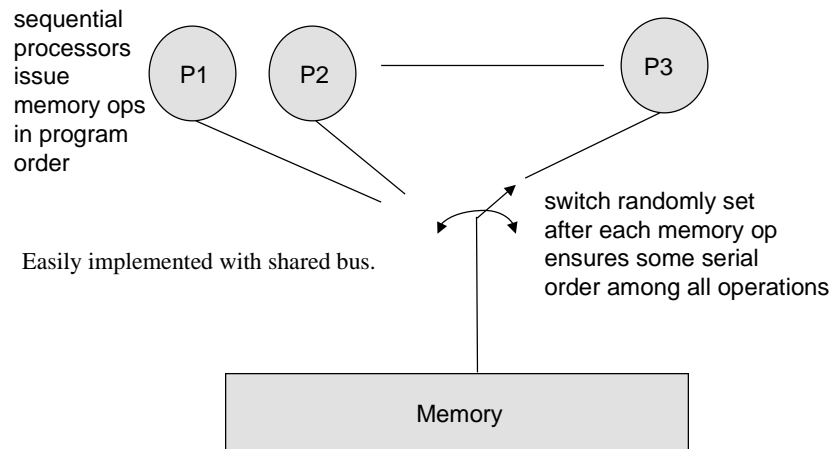 sequential
processors
issue
memory ops
in program
order
P1
P2
P3
switch randomly set
after each memory op
ensures some serial
order among all operations
Easily implemented with shared bus.
Memory